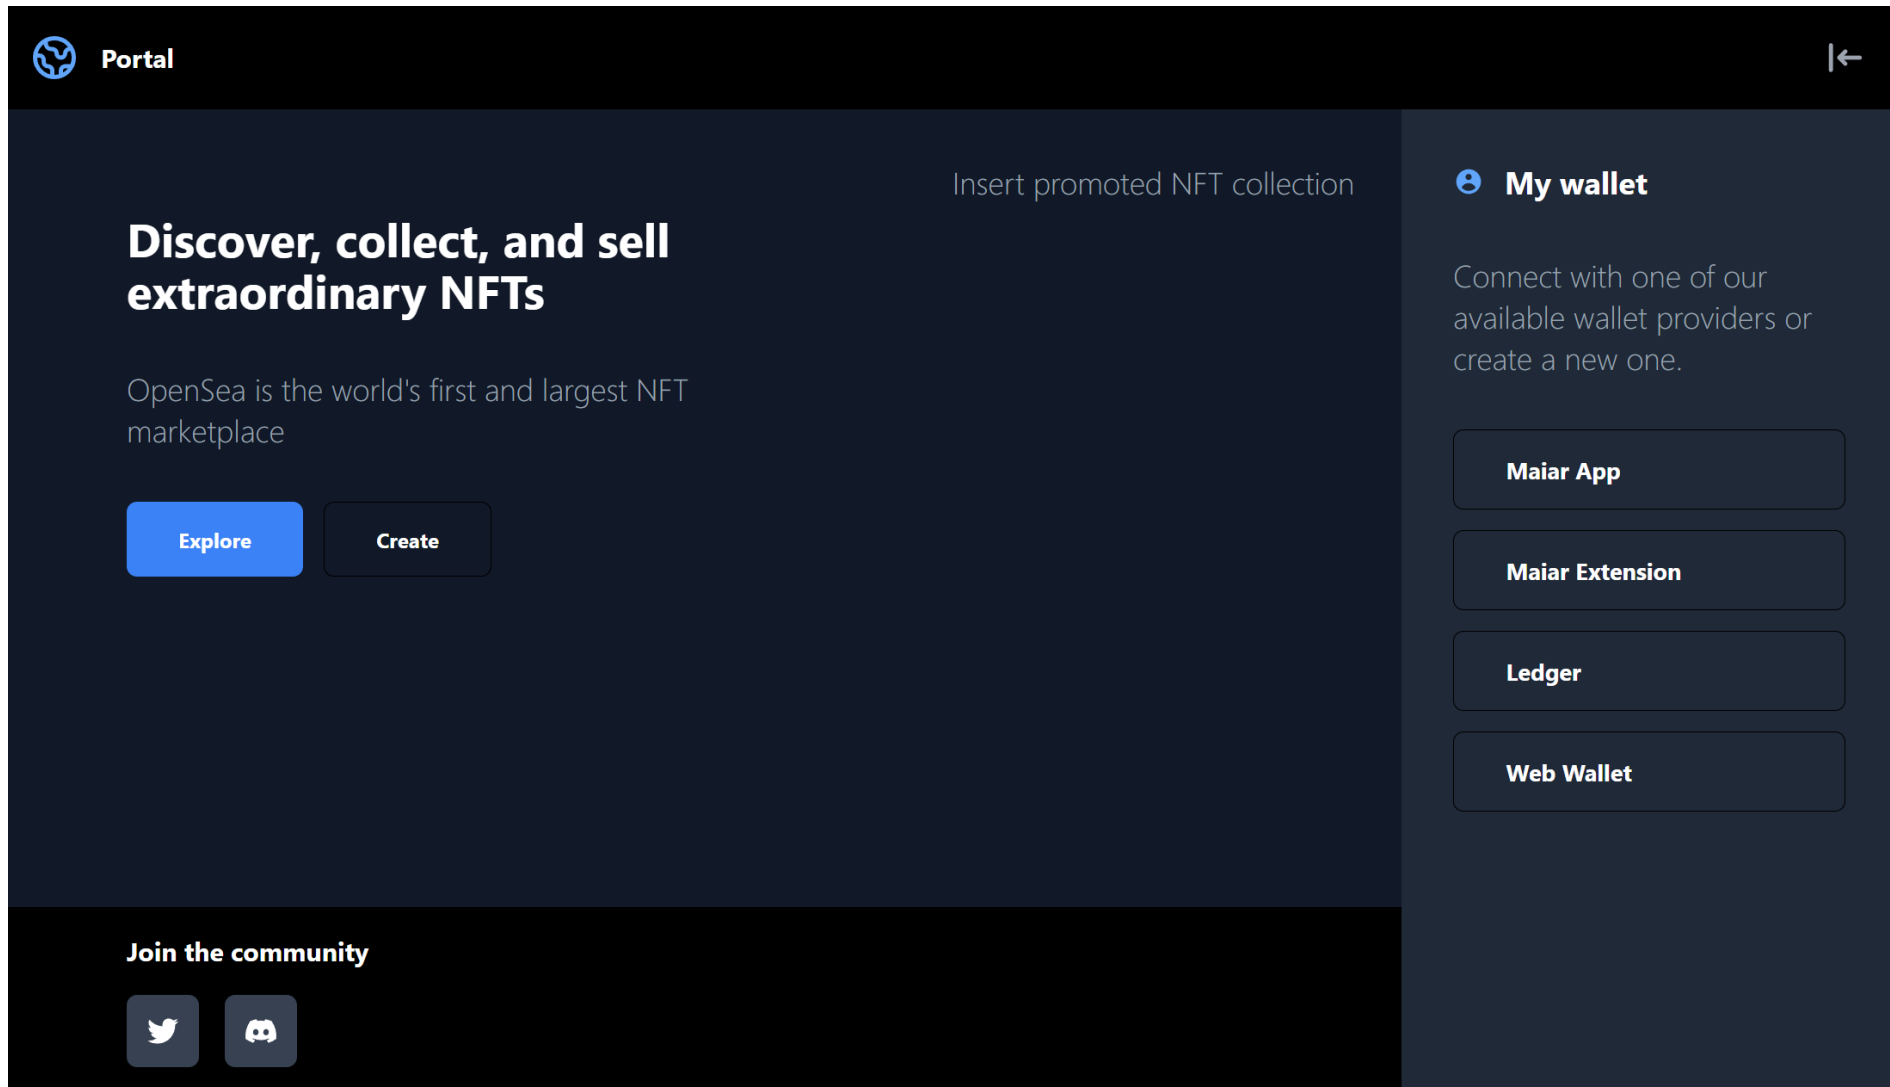 Portal
Discover, collect, and sell
extraordinary NFTs
OpenSea is the world's first and largest NFT
marketplace
Explore
Create
Insert promoted NFT collection
My wallet
Connect with one of our
available wallet providers or
create a new one.
Maiar App
Maiar Extension
Ledger
Web Wallet
Join the community